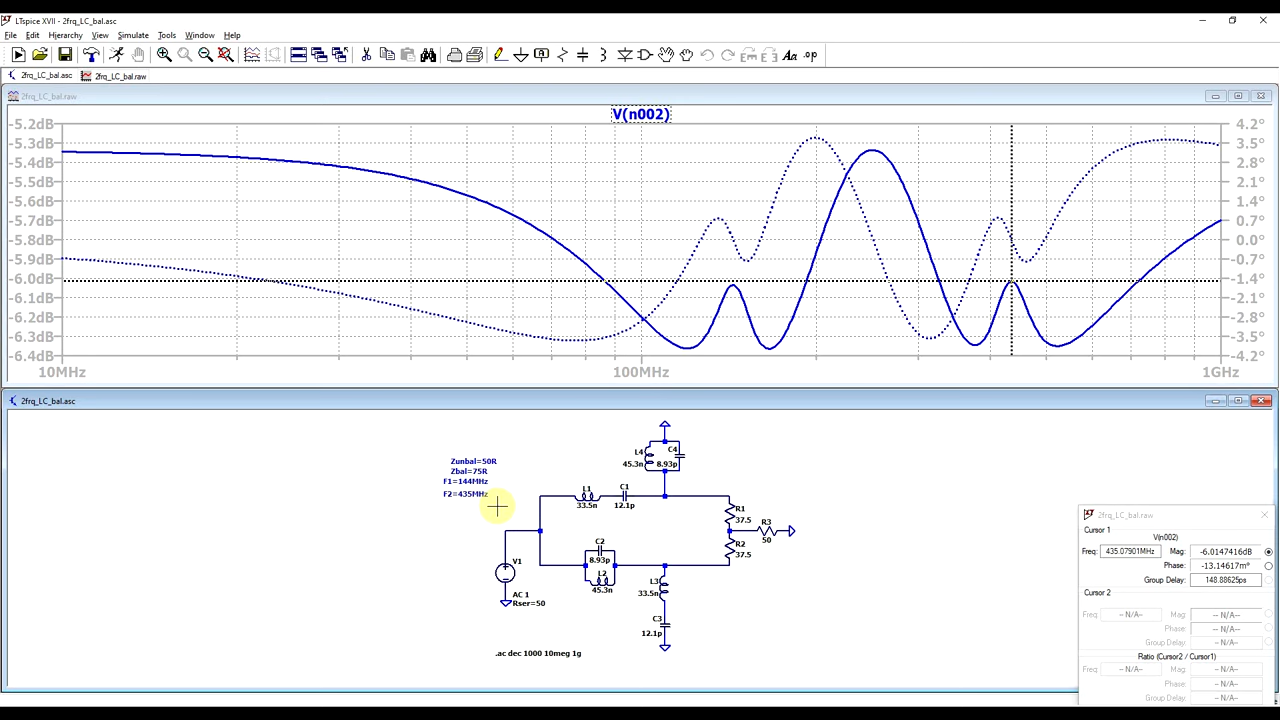 LTspice XVII - 2frq_LC_bal.asc
File Edit Hierarchy View Simulate Tools Window Help
Aa .op
2frq_LC_bal.asc 2frq_LC_bal.raw
2frq_LC_bal.raw
V(n002)
-5.2dB 4.2°
-5.3dB 3.5°
-5.4dB 2.8°
-5.5dB 2.1°
-5.6dB 1.4°
-5.7dB 0.7°
-5.8dB 0.0°
-5.9dB -0.7°
-6.0dB -1.4°
-6.1dB -2.1°
-6.2dB -2.8°
-6.3dB -3.5°
-6.4dB -4.2°
10MHz 100MHz 1GHz
2frq_LC_bal.asc
Zunbal=50R
Zbal=75R
F1=144MHz
F2=435MHz
L4 C4
45.3n 8.93p
L1 C1
33.5n 12.1p
R1
37.5
R3
50
R2
37.5
C2
8.93p
L2
45.3n
V1
AC 1
Rser=50
L3
33.5n
C3
12.1p
.ac dec 1000 10meg 1g
2frq_LC_bal.raw
Cursor 1
V(n002)
Freq: 435.07901MHz Mag: -6.0147416dB
Phase: -13.14617m°
Group Delay: 148.88625ps
Cursor 2
Freq: -- N/A-- Mag: -- N/A--
Phase: -- N/A--
Group Delay: -- N/A--
Ratio (Cursor2 / Cursor1)
Freq: -- N/A-- Mag: -- N/A--
Phase: -- N/A--
Group Delay: -- N/A--